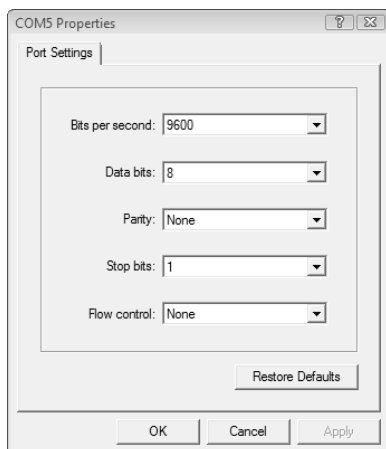 COM5 Properties
Port Settings
Bits per second: 9600
Data bits: 8
Parity: None
Stop bits: 1
Flow control: None
Restore Defaults
OK Cancel Apply